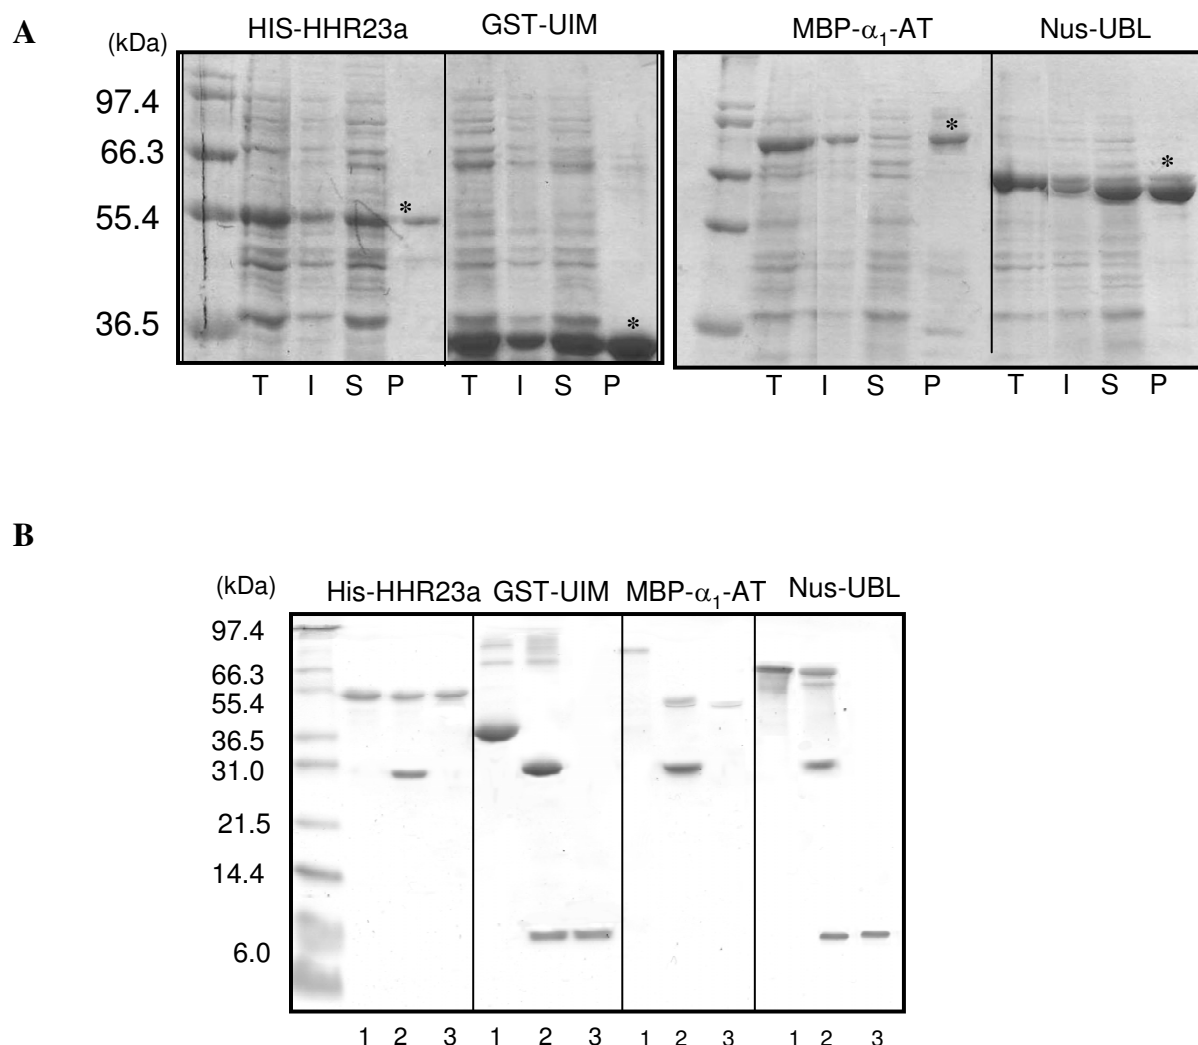 A
(kDa)
HIS-HHR23a
GST-UIM
MBP-α1-AT
Nus-UBL
97.4
66.3
55.4
36.5
*
*
*
*
T I S P T I S P T I S P T I S P
B
(kDa)
His-HHR23a GST-UIM MBP-α1-AT Nus-UBL
97.4
66.3
55.4
36.5
31.0
21.5
14.4
6.0
1 2 3 1 2 3 1 2 3 1 2 3